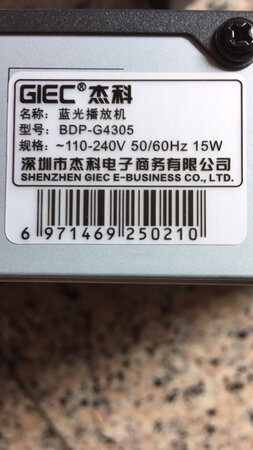 GIEC®杰科
名称: 蓝光播放机
型号: BDP-G4305
规格: ~110-240V 50/60Hz 15W
深圳市杰科电子商务有限公司
SHENZHEN GIEC E-BUSINESS CO., LTD.
6 971469 250210